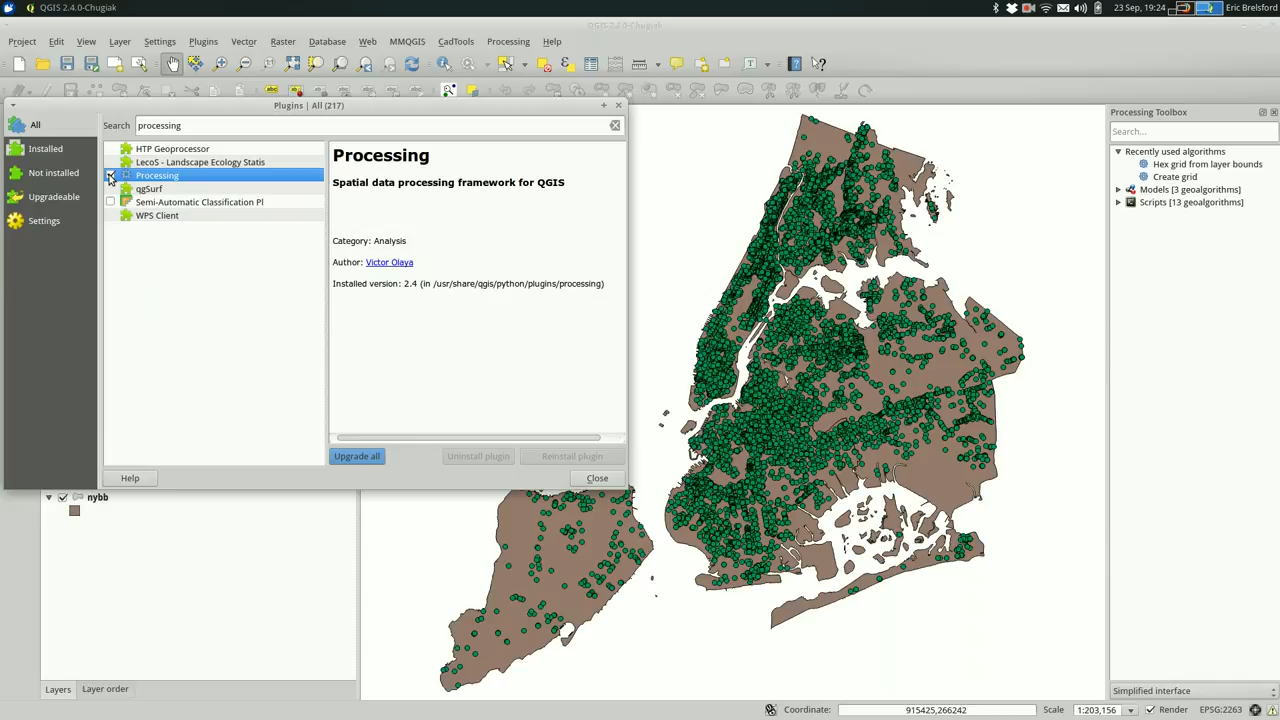 QGIS 2.4.0-Chugiak
23 Sep, 19:24
Eric Brelsford
QGIS 2.4.0-Chugiak
Project Edit View Layer Settings Plugins Vector Raster Database Web MMQGIS CadTools Processing Help
Plugins | All (217)
All
Installed
Not installed
Upgradeable
Settings
Search processing
HTP Geoprocessor
LecoS - Landscape Ecology Statis
Processing
qgSurf
Semi-Automatic Classification Pl
WPS Client
Processing
Spatial data processing framework for QGIS
Category: Analysis
Author: Victor Olaya
Installed version: 2.4 (in /usr/share/qgis/python/plugins/processing)
Upgrade all
Uninstall plugin
Reinstall plugin
Help
Close
nybb
Layers
Layer order
Processing Toolbox
Search...
Recently used algorithms
Hex grid from layer bounds
Create grid
Models [3 geoalgorithms]
Scripts [13 geoalgorithms]
Simplified interface
Coordinate: 915425,266242 Scale 1:203,156 Render EPSG:2263